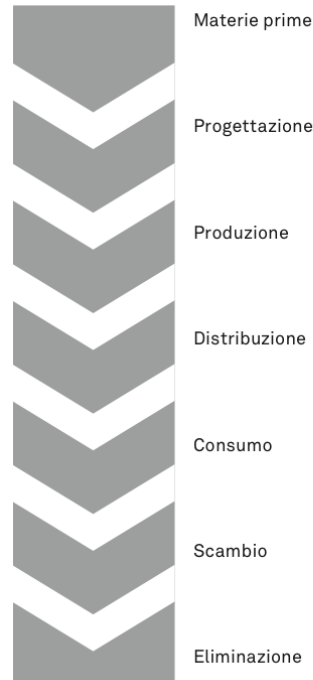 Materie prime
Progettazione
Produzione
Distribuzione
Consumo
Scambio
Eliminazione